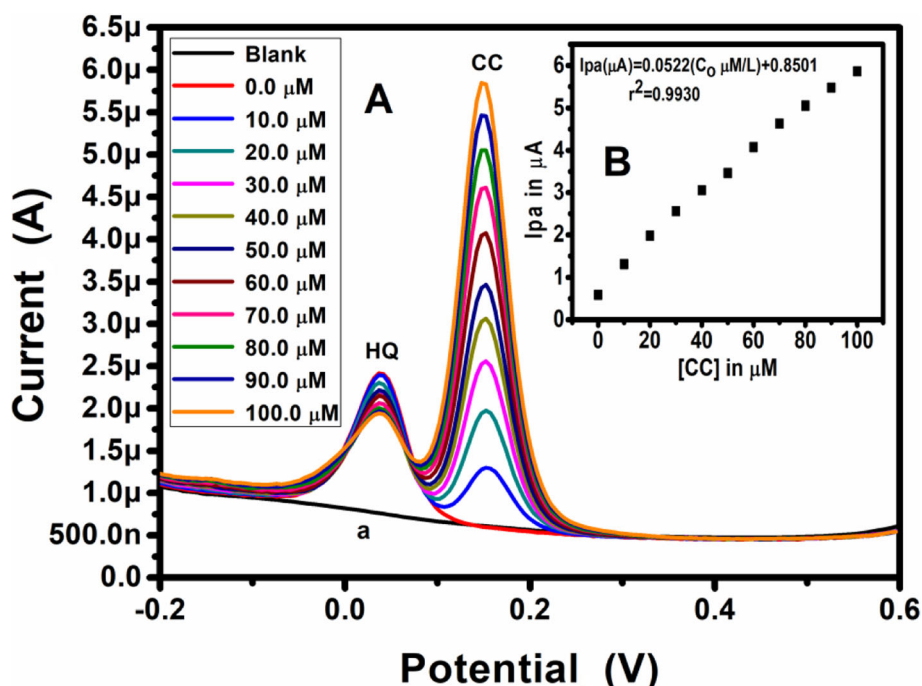 Current (A)
6.5µ
6.0µ
5.5µ
5.0µ
4.5µ
4.0µ
3.5µ
3.0µ
2.5µ
2.0µ
1.5µ
1.0µ
500.0n
0.0
Blank
0.0 µM
10.0 µM
20.0 µM
30.0 µM
40.0 µM
50.0 µM
60.0 µM
70.0 µM
80.0 µM
90.0 µM
100.0 µM
A
HQ
CC
a
Ipa in µA
6
5
4
3
2
1
0
Ipa(µA)=0.0522(C₀ µM/L)+0.8501
r²=0.9930
B
0 20 40 60 80 100
[CC] in µM
-0.2 0.0 0.2 0.4 0.6
Potential (V)